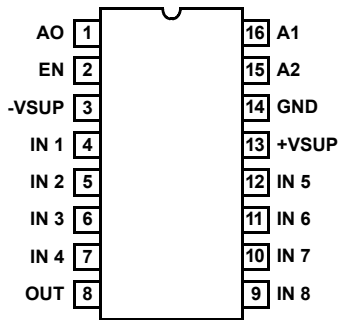 AO 1 16 A1
EN 2 15 A2
-VSUP 3 14 GND
IN 1 4 13 +VSUP
IN 2 5 12 IN 5
IN 3 6 11 IN 6
IN 4 7 10 IN 7
OUT 8 9 IN 8